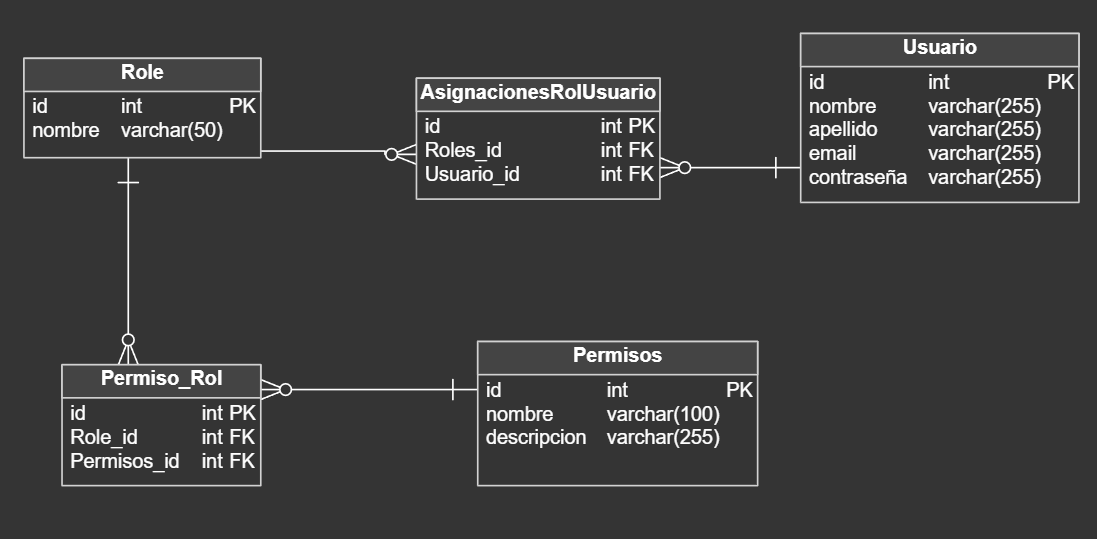 Role
id int PK
nombre varchar(50)
AsignacionesRolUsuario
id int PK
Roles_id int FK
Usuario_id int FK
Usuario
id int PK
nombre varchar(255)
apellido varchar(255)
email varchar(255)
contraseña varchar(255)
Permiso_Rol
id int PK
Role_id int FK
Permisos_id int FK
Permisos
id int PK
nombre varchar(100)
descripcion varchar(255)